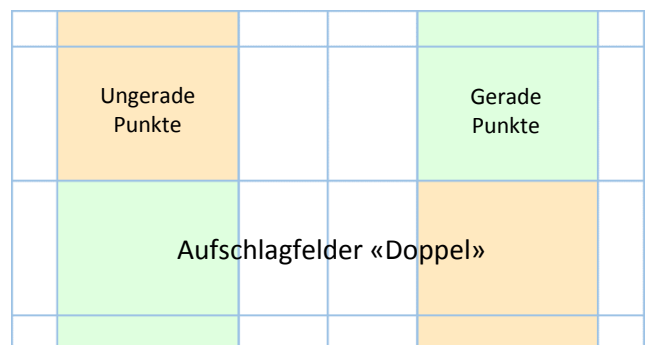 Ungerade
Punkte
Gerade
Punkte
Aufschlagfelder «Doppel»